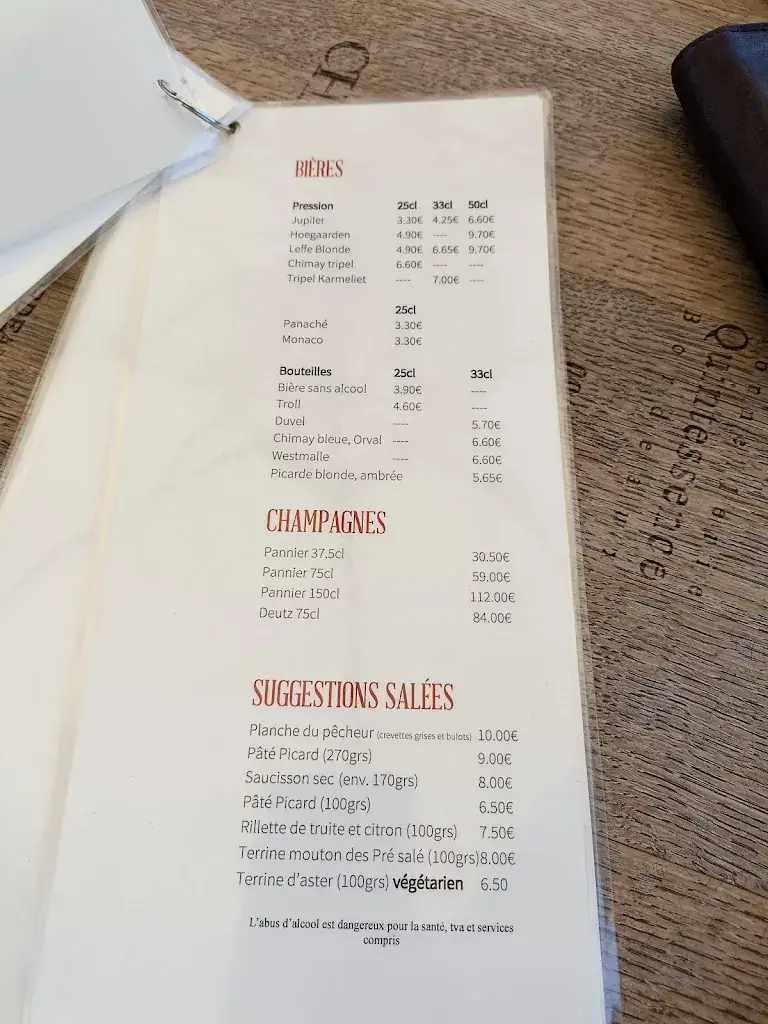 BIÈRES
Pression 25cl 33cl 50cl
Jupiler 3.30€ 4.25€ 6.60€
Hoegaarden 4.90€ ---- 9.70€
Leffe Blonde 4.90€ 6.65€ 9.70€
Chimay tripel 6.60€ ---- ----
Tripel Karmeliet ---- 7.00€ ----
25cl
Panaché 3.30€
Monaco 3.30€
Bouteilles 25cl 33cl
Bière sans alcool 3.90€ ----
Troll 4.60€ ----
Duvel ---- 5.70€
Chimay bleue, Orval ---- 6.60€
Westmalle ---- 6.60€
Picarde blonde, ambrée 5.65€
CHAMPAGNES
Pannier 37.5cl 30.50€
Pannier 75cl 59.00€
Pannier 150cl 112.00€
Deutz 75cl 84.00€
SUGGESTIONS SALÉES
Planche du pêcheur (crevettes grises et bulots) 10.00€
Pâté Picard (270grs) 9.00€
Saucisson sec (env. 170grs) 8.00€
Pâté Picard (100grs) 6.50€
Rillette de truite et citron (100grs) 7.50€
Terrine mouton des Pré salé (100grs)8.00€
Terrine d'aster (100grs) végétarien 6.50
L'abus d'alcool est dangereux pour la santé, tva et services
compris
Quintessence
Bordeaux